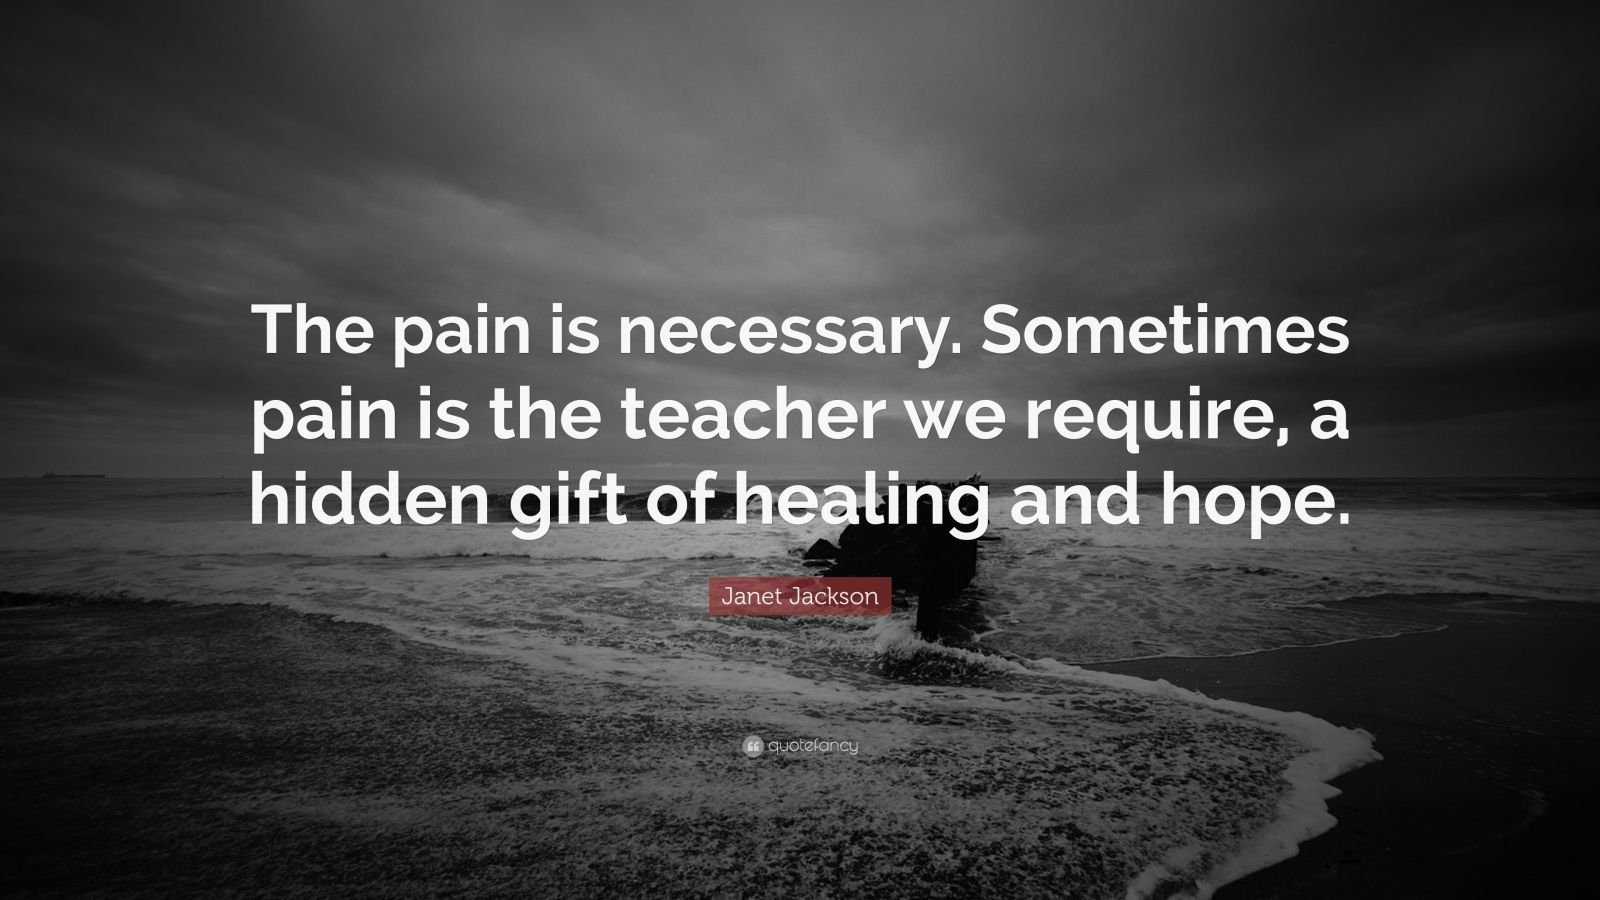 The pain is necessary. Sometimes
pain is the teacher we require, a
hidden gift of healing and hope.
Janet Jackson
quotefancy